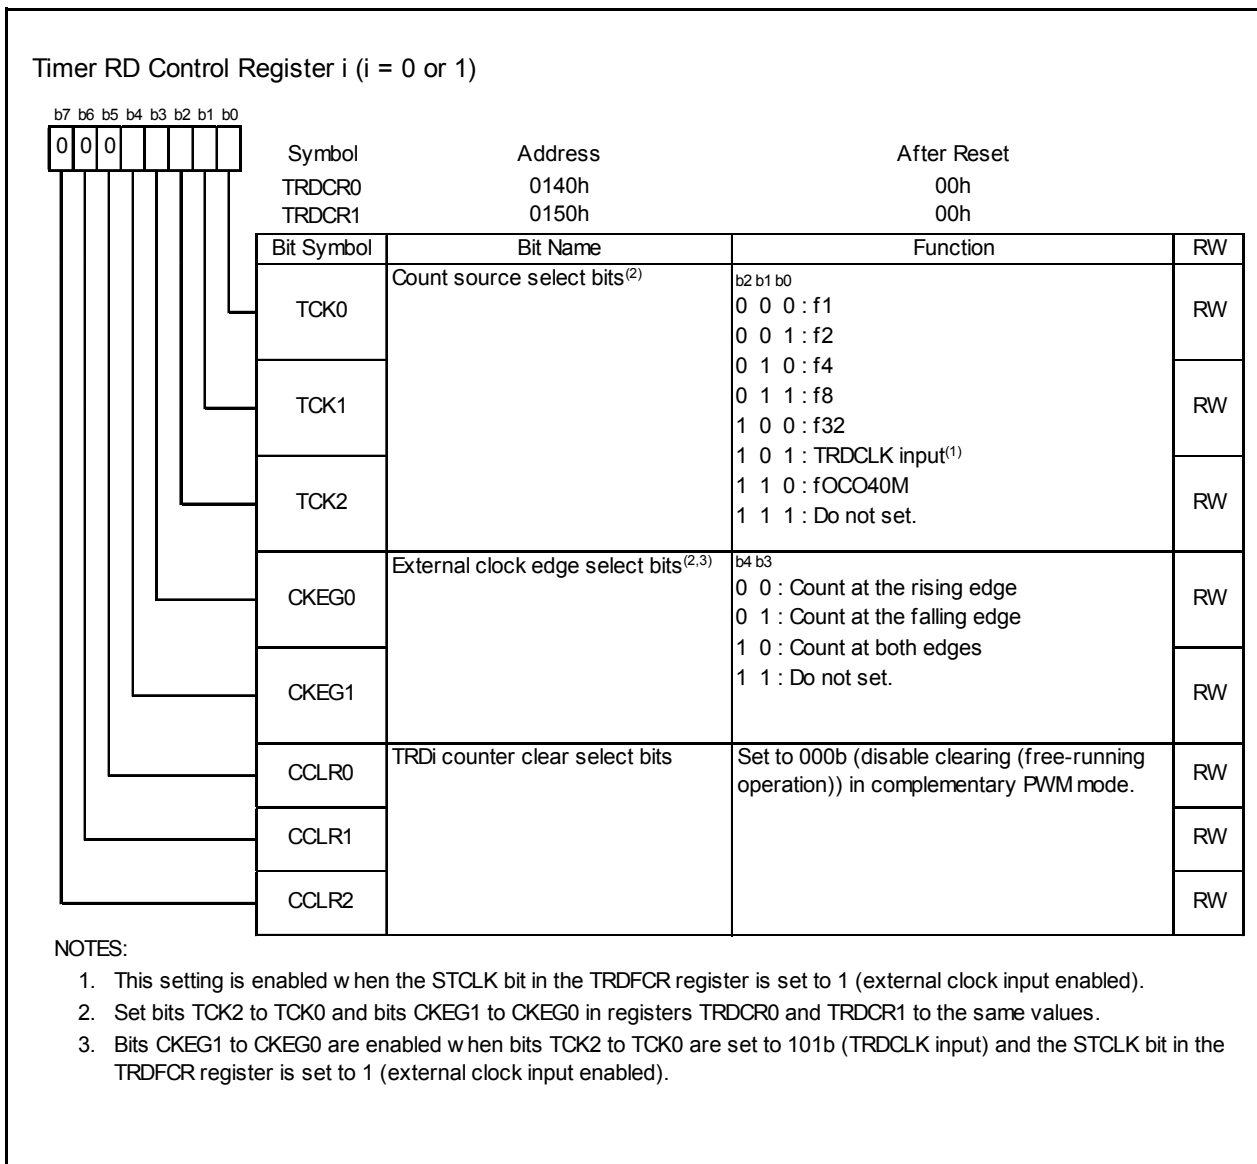 Timer RD Control Register i (i = 0 or 1)
b7 b6 b5 b4 b3 b2 b1 b0
0 0 0
Symbol Address After Reset
TRDCR0 0140h 00h
TRDCR1 0150h 00h
Bit Symbol Bit Name Function RW
TCK0 Count source select bits(2) b2 b1 b0 RW
0 0 0 : f1
0 0 1 : f2
0 1 0 : f4
TCK1 0 1 1 : f8 RW
1 0 0 : f32
1 0 1 : TRDCLK input(1)
TCK2 1 1 0 : fOCO40M RW
1 1 1 : Do not set.
CKEG0 External clock edge select bits(2,3) b4 b3 RW
0 0 : Count at the rising edge
0 1 : Count at the falling edge
1 0 : Count at both edges
CKEG1 1 1 : Do not set. RW
CCLR0 TRDi counter clear select bits Set to 000b (disable clearing (free-running RW
operation)) in complementary PWM mode.
CCLR1 RW
CCLR2 RW
NOTES:
1. This setting is enabled w hen the STCLK bit in the TRDFCR register is set to 1 (external clock input enabled).
2. Set bits TCK2 to TCK0 and bits CKEG1 to CKEG0 in registers TRDCR0 and TRDCR1 to the same values.
3. Bits CKEG1 to CKEG0 are enabled w hen bits TCK2 to TCK0 are set to 101b (TRDCLK input) and the STCLK bit in the
TRDFCR register is set to 1 (external clock input enabled).